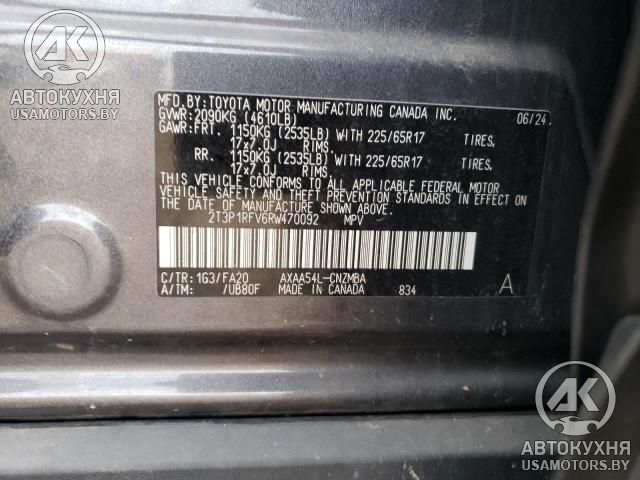 АВТОКУХНЯ
USAMOTORS.BY
MFD.BY: TOYOTA MOTOR MANUFACTURING CANADA INC.
GVWR: 2090KG (4610LB) 06/24
GAWR: FRT. 1150KG (2535LB) WITH 225/65R17 TIRES,
17x7.0J RIMS.
RR. 1150KG (2535LB) WITH 225/65R17 TIRES,
17x7.0J RIMS.
THIS VEHICLE CONFORMS TO ALL APPLICABLE FEDERAL MOTOR
VEHICLE SAFETY AND THEFT PREVENTION STANDARDS IN EFFECT ON
THE DATE OF MANUFACTURE SHOWN ABOVE.
2T3P1RFV6RW470092 MPV
C/TR: 1G3/FA20 AXAA54L-CNZMBA
A/TM: /UB80F MADE IN CANADA 834 A
AK
АВТОКУХНЯ
USAMOTORS.BY